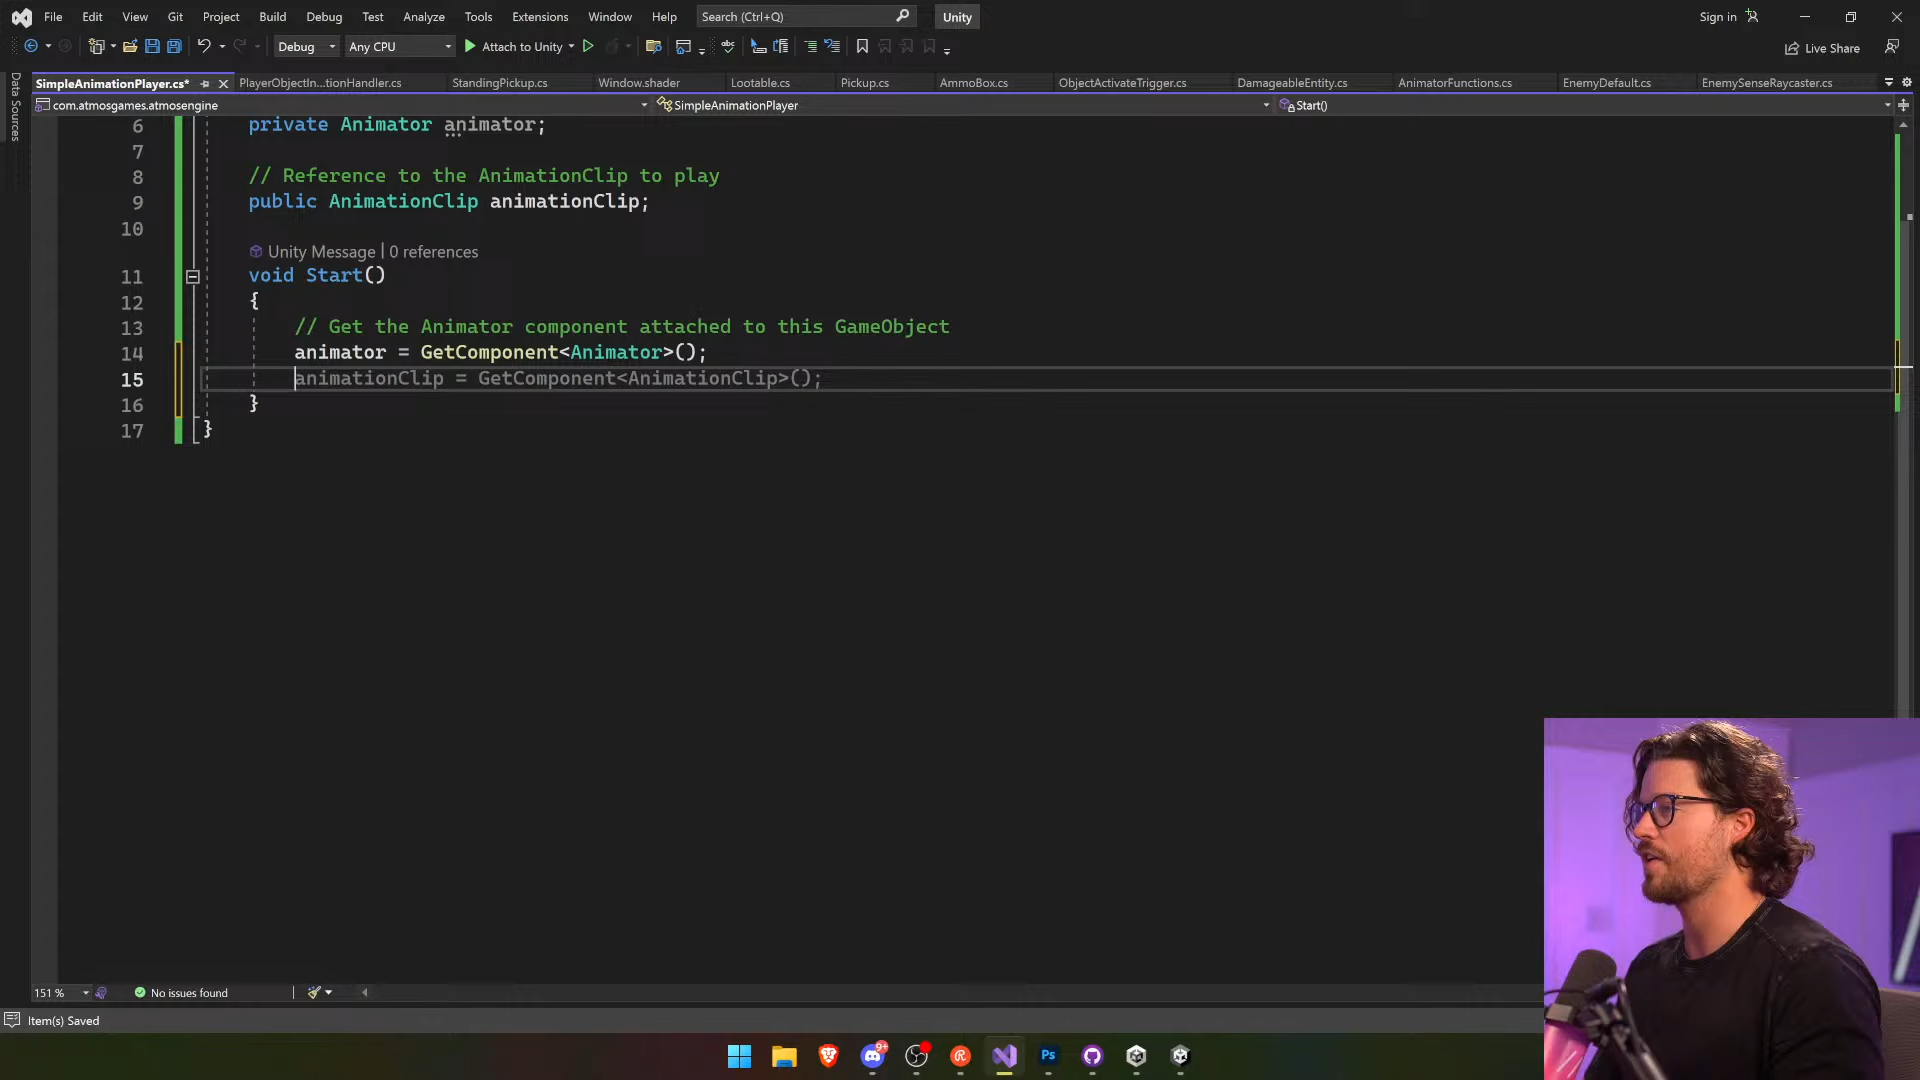 File Edit View Git Project Build Debug Test Analyze Tools Extensions Window Help Search (Ctrl+Q) Unity Sign in
Debug Any CPU Attach to Unity abc Live Share
SimpleAnimationPlayer.cs* PlayerObjectIn...tionHandler.cs StandingPickup.cs Window.shader Lootable.cs Pickup.cs AmmoBox.cs ObjectActivateTrigger.cs DamageableEntity.cs AnimatorFunctions.cs EnemyDefault.cs EnemySenseRaycaster.cs
com.atmosgames.atmosengine SimpleAnimationPlayer Start()
Data Sources
6 private Animator animator;
7
8 // Reference to the AnimationClip to play
9 public AnimationClip animationClip;
10
Unity Message | 0 references
11 void Start()
12 {
13 // Get the Animator component attached to this GameObject
14 animator = GetComponent<Animator>();
15 animationClip = GetComponent<AnimationClip>();
16 }
17 }
151 % No issues found
Item(s) Saved
9+ Ps